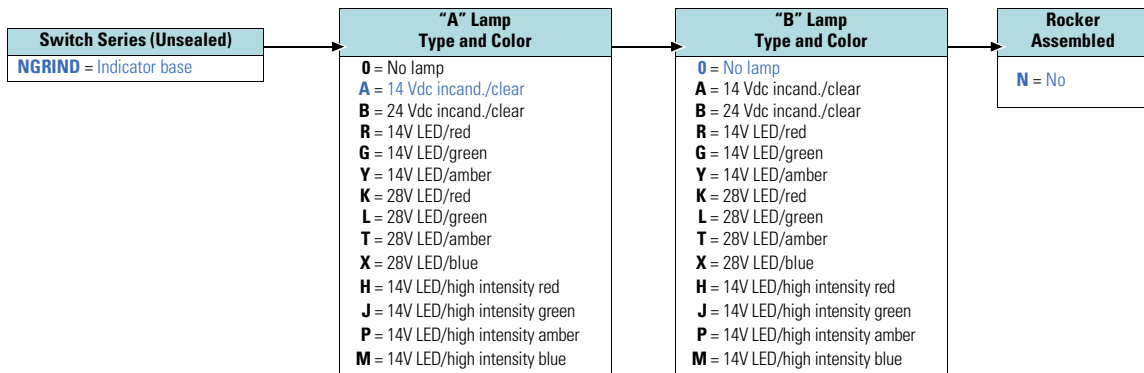 Switch Series (Unsealed)
NGRIND = Indicator base
“A” Lamp
Type and Color
0 = No lamp
A = 14 Vdc incand./clear
B = 24 Vdc incand./clear
R = 14V LED/red
G = 14V LED/green
Y = 14V LED/amber
K = 28V LED/red
L = 28V LED/green
T = 28V LED/amber
X = 28V LED/blue
H = 14V LED/high intensity red
J = 14V LED/high intensity green
P = 14V LED/high intensity amber
M = 14V LED/high intensity blue
“B” Lamp
Type and Color
0 = No lamp
A = 14 Vdc incand./clear
B = 24 Vdc incand./clear
R = 14V LED/red
G = 14V LED/green
Y = 14V LED/amber
K = 28V LED/red
L = 28V LED/green
T = 28V LED/amber
X = 28V LED/blue
H = 14V LED/high intensity red
J = 14V LED/high intensity green
P = 14V LED/high intensity amber
M = 14V LED/high intensity blue
Rocker
Assembled
N = No